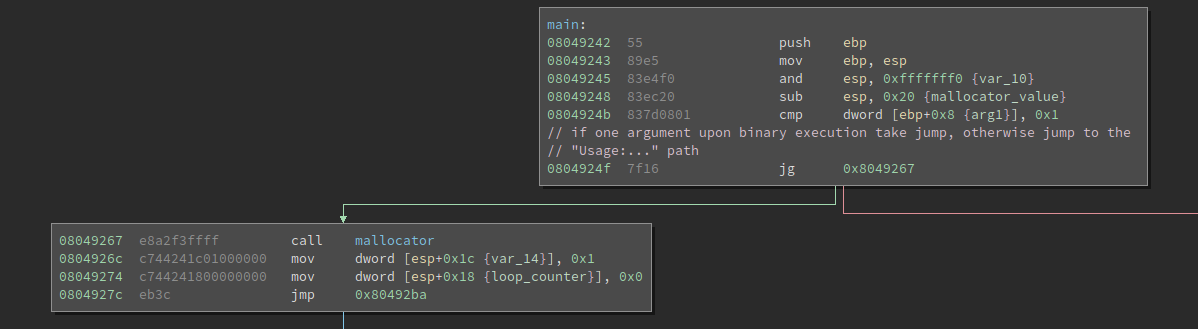 main:
08049242 55 push ebp
08049243 89e5 mov ebp, esp
08049245 83e4f0 and esp, 0xfffffff0 {var_10}
08049248 83ec20 sub esp, 0x20 {mallocator_value}
0804924b 837d0801 cmp dword [ebp+0x8 {arg1}], 0x1
// if one argument upon binary execution take jump, otherwise jump to the
// "Usage:..." path
0804924f 7f16 jg 0x8049267
08049267 e8a2f3ffff call mallocator
0804926c c744241c01000000 mov dword [esp+0x1c {var_14}], 0x1
08049274 c744241800000000 mov dword [esp+0x18 {loop_counter}], 0x0
0804927c eb3c jmp 0x80492ba